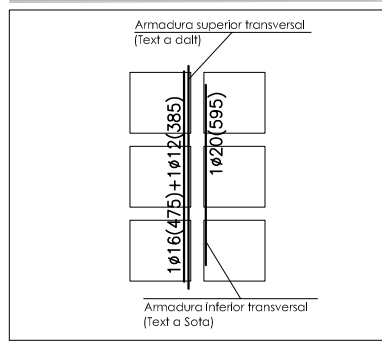 Armadura superior transversal
(Text a dalt)
1ø16(475)+1ø12(385)
1ø20(595)
Armadura inferior transversal
(Text a Sota)